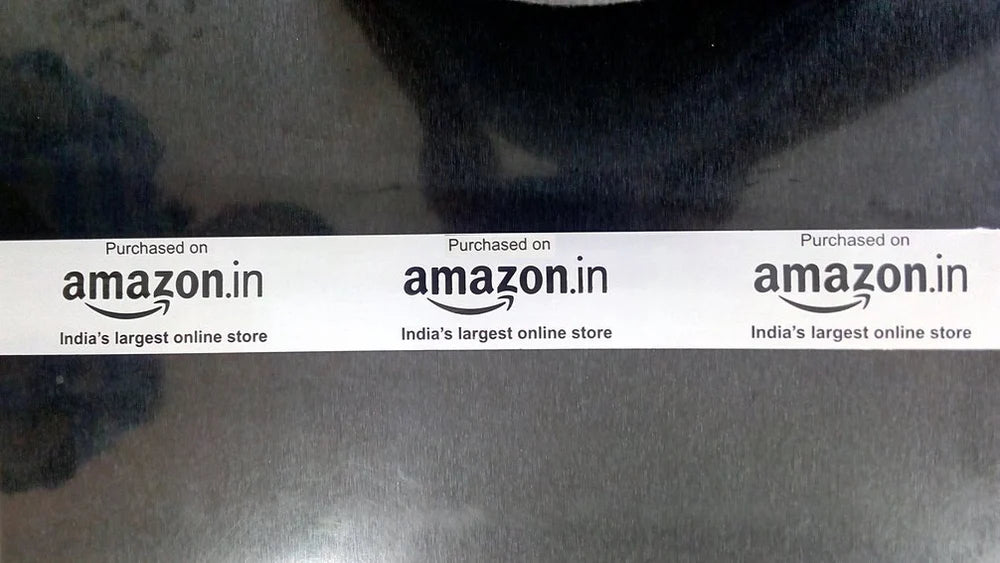 Purchased on
amazon.in
India's largest online store
Purchased on
amazon.in
India's largest online store
Purchased on
amazon.in
India's largest online store